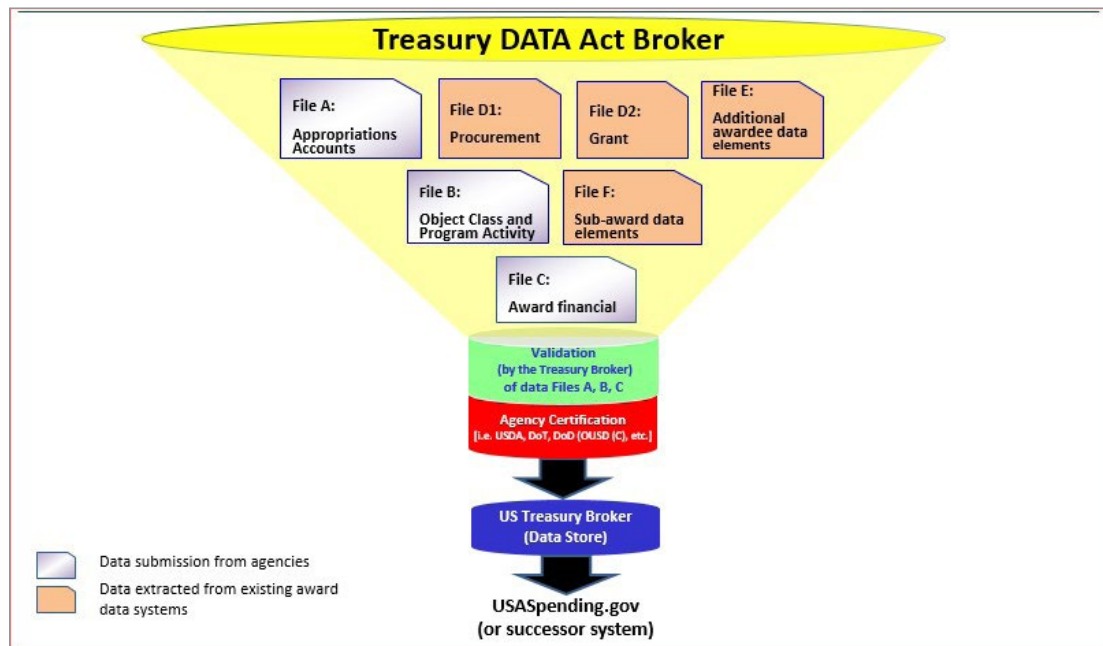 Treasury DATA Act Broker
File A:
Appropriations
Accounts
File D1:
Procurement
File D2:
Grant
File E:
Additional
awardee data
elements
File B:
Object Class and
Program Activity
File F:
Sub-award data
elements
File C:
Award financial
Validation
(by the Treasury Broker)
of data Files A, B, C
Agency Certification
[i.e. USDA, DoT, DoD (OUSD (C), etc.]
US Treasury Broker
(Data Store)
Data submission from agencies
Data extracted from existing award
data systems
USASpending.gov
(or successor system)